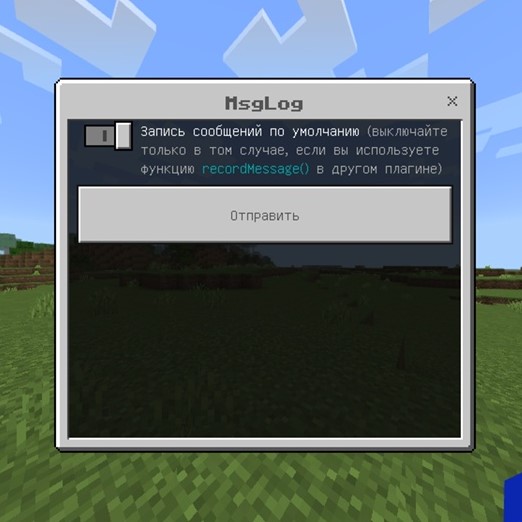 MsgLog
Запись сообщений по умолчанию (выключайте
только в том случае, если вы используете
функцию recordMessage() в другом плагине)
Отправить